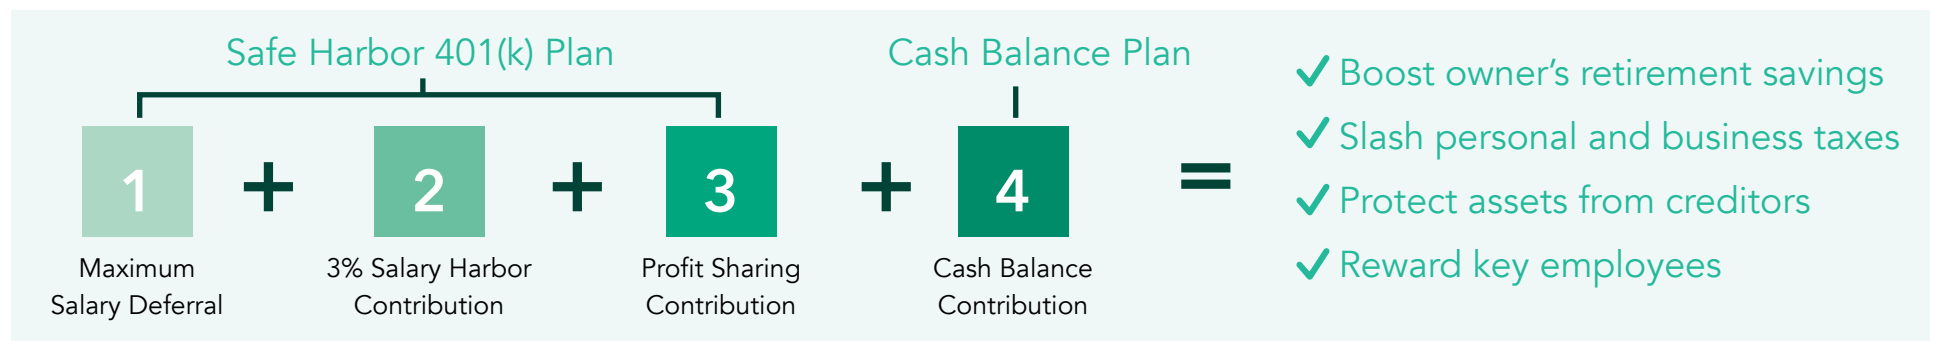 Safe Harbor 401(k) Plan
Cash Balance Plan
1 + 2 + 3 + 4 =
Maximum
Salary Deferral
3% Salary Harbor
Contribution
Profit Sharing
Contribution
Cash Balance
Contribution
✓ Boost owner’s retirement savings
✓ Slash personal and business taxes
✓ Protect assets from creditors
✓ Reward key employees